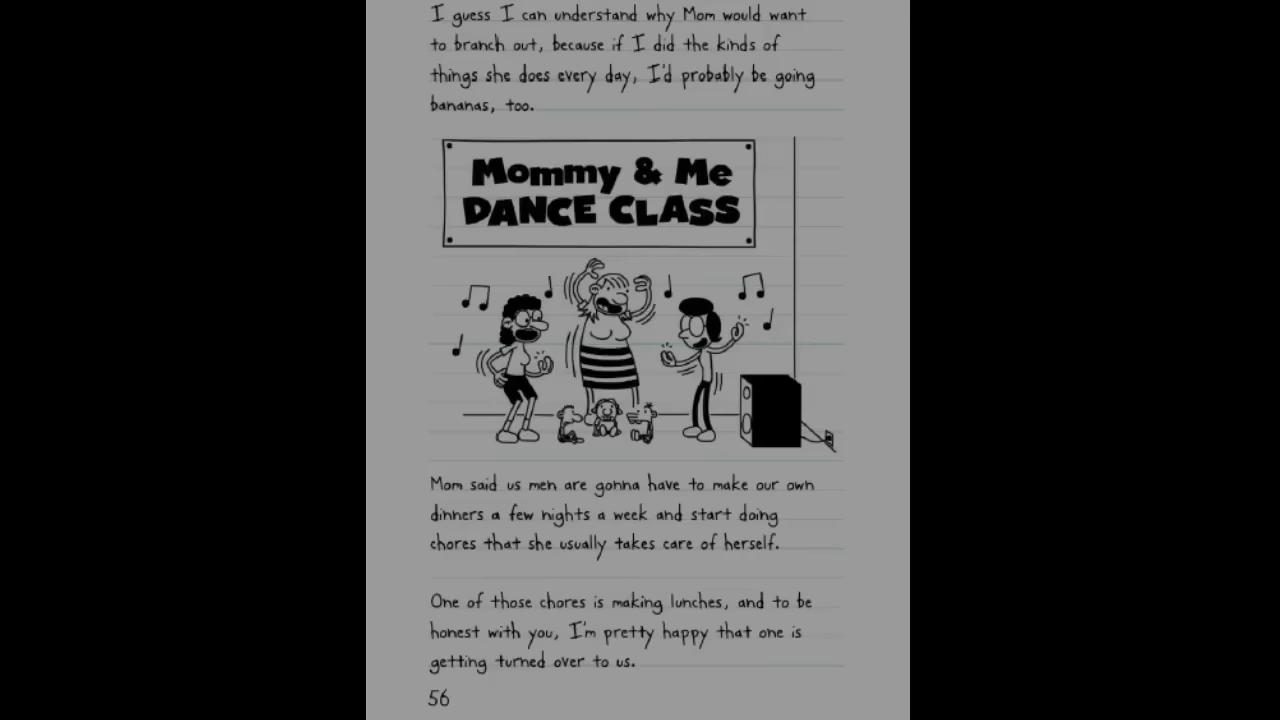 I guess I can understand why Mom would want
to branch out, because if I did the kinds of
things she does every day, I'd probably be going
bananas, too.
Mommy & Me
DANCE CLASS
Mom said us men are gonna have to make our own
dinners a few nights a week and start doing
chores that she usually takes care of herself.
One of those chores is making lunches, and to be
honest with you, I'm pretty happy that one is
getting turned over to us.
56